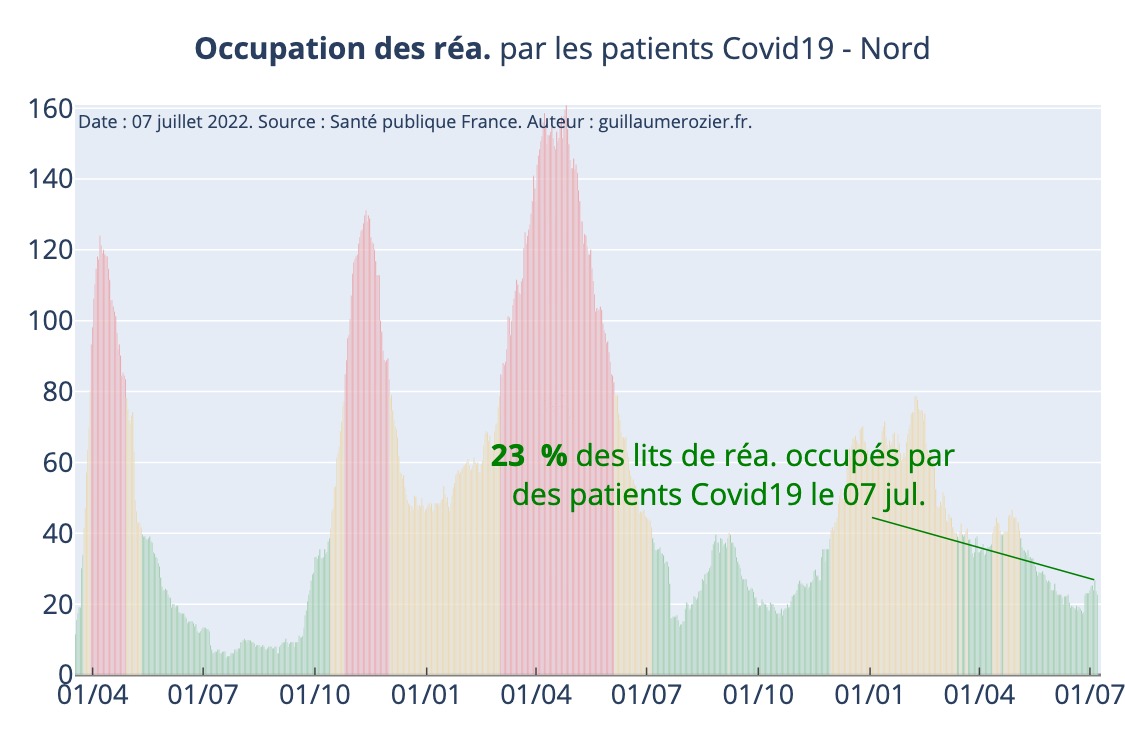 Occupation des réa. par les patients Covid19 - Nord
160
Date : 07 juillet 2022. Source : Santé publique France. Auteur : guillaumerozier.fr.
140
120
100
80
60
23 % des lits de réa. occupés par
des patients Covid19 le 07 jul.
40
20
0
01/04 01/07 01/10 01/01 01/04 01/07 01/10 01/01 01/04 01/07